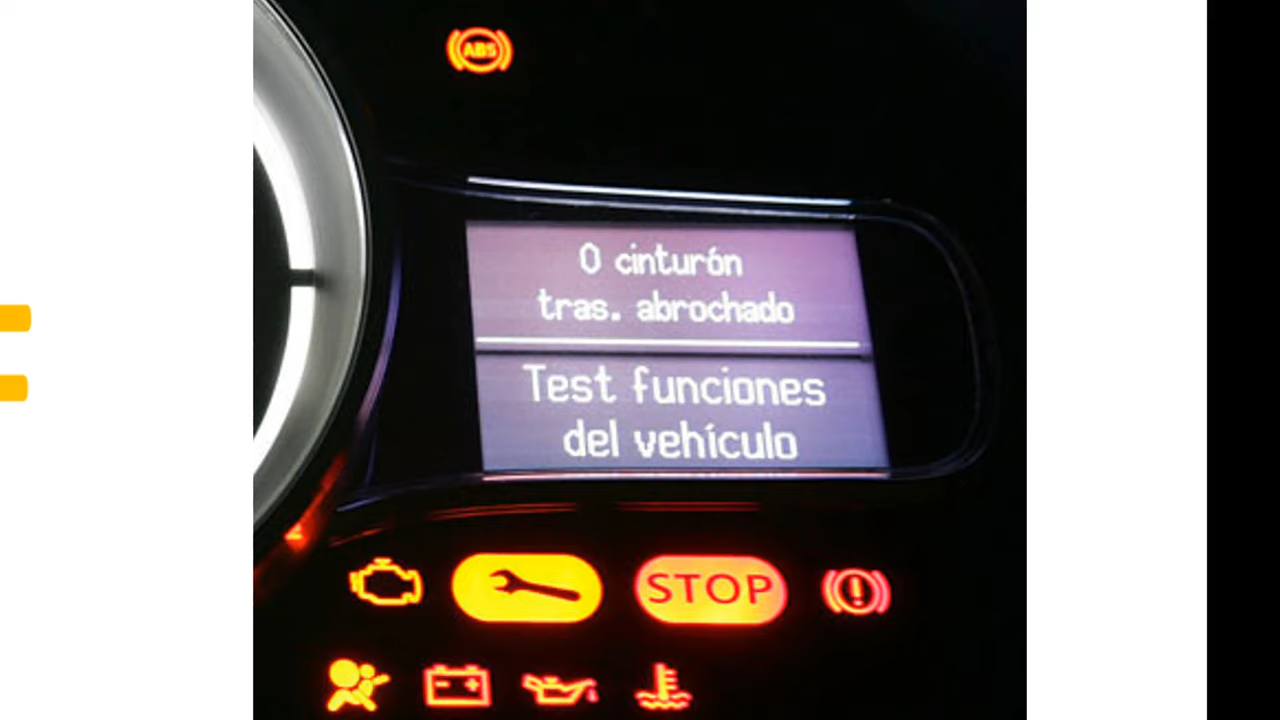 ABS
0 cinturón
tras. abrochado
Test funciones
del vehículo
STOP